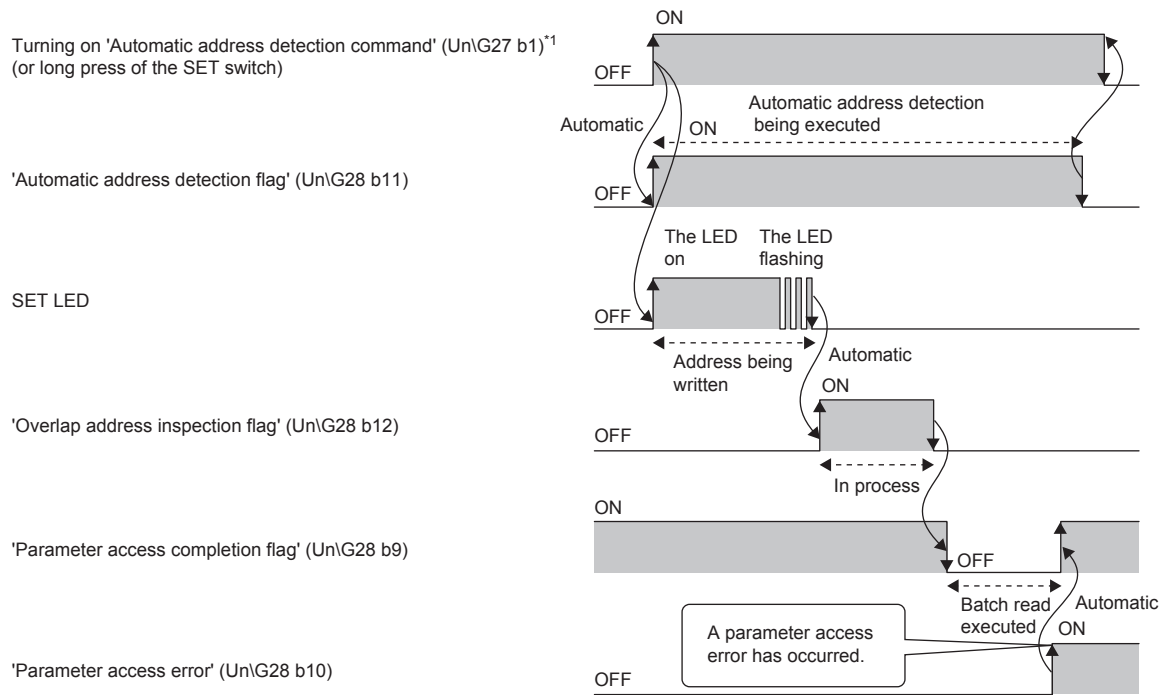 ON
Turning on 'Automatic address detection command' (Un\G27 b1)*1
(or long press of the SET switch)
OFF
Automatic address detection
being executed
Automatic
ON
'Automatic address detection flag' (Un\G28 b11)
OFF
The LED
on
The LED
flashing
SET LED
OFF
Address being
written
Automatic
ON
'Overlap address inspection flag' (Un\G28 b12)
OFF
In process
ON
'Parameter access completion flag' (Un\G28 b9)
OFF
Batch read
executed
Automatic
A parameter access
error has occurred.
ON
'Parameter access error' (Un\G28 b10)
OFF